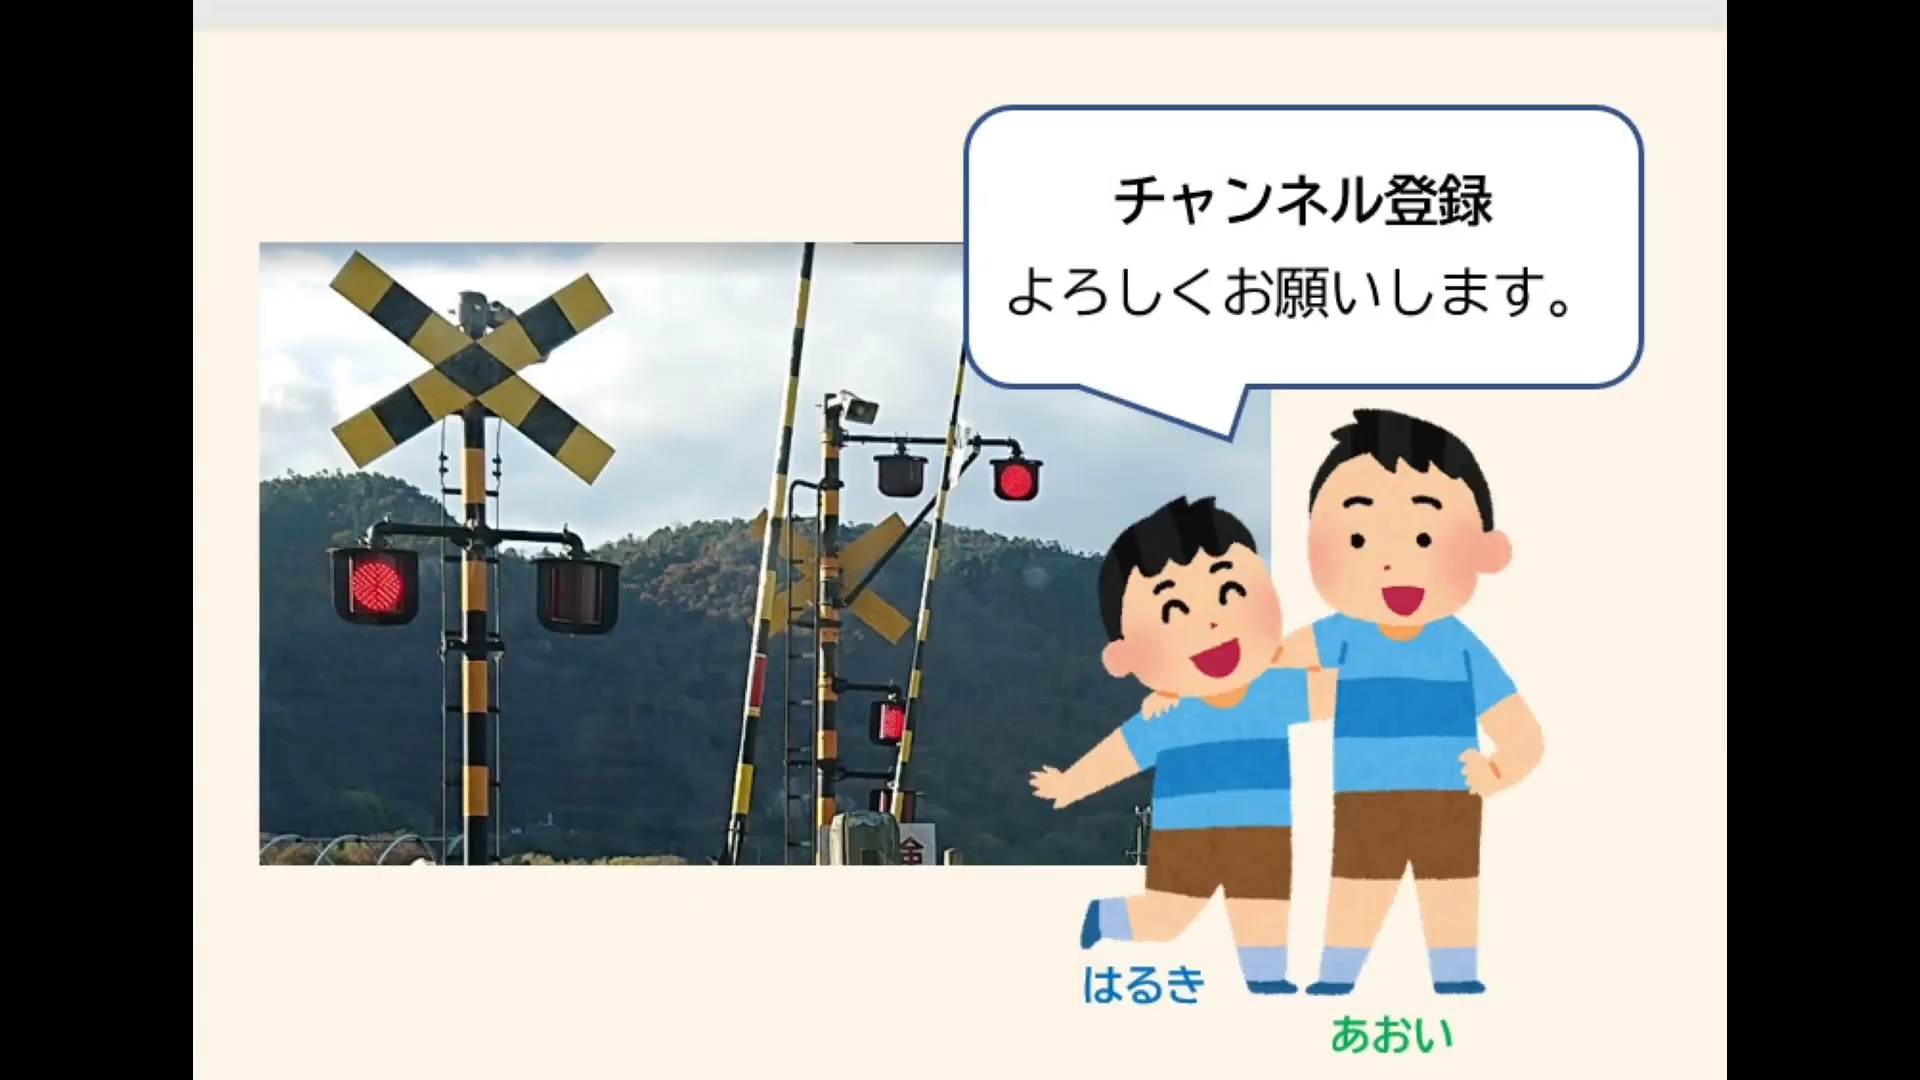 チャンネル登録
よろしくお願いします。
はるき
あおい